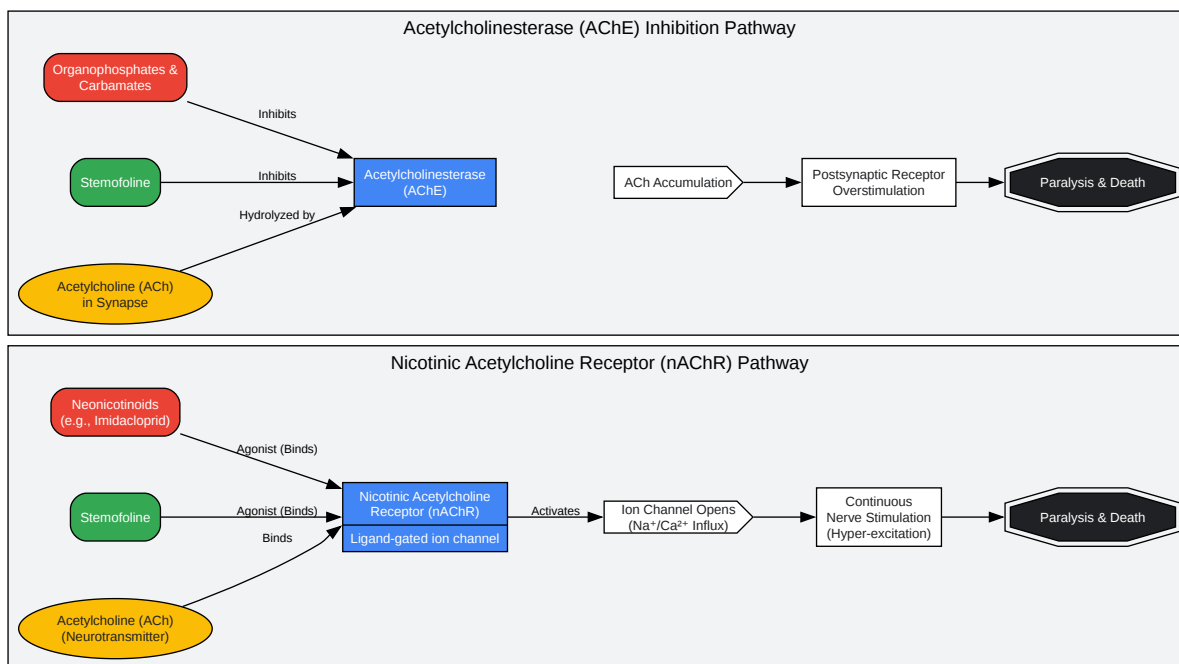 Acetylcholinesterase (AChE) Inhibition Pathway
Organophosphates &
Carbamates
Inhibits
Stemofoline
Inhibits
Acetylcholinesterase
(AChE)
ACh Accumulation
Postsynaptic Receptor
Overstimulation
Paralysis & Death
Hydrolyzed by
Acetylcholine (ACh)
in Synapse
Nicotinic Acetylcholine Receptor (nAChR) Pathway
Neonicotinoids
(e.g., Imidacloprid)
Agonist (Binds)
Stemofoline
Agonist (Binds)
Nicotinic Acetylcholine
Receptor (nAChR)
Ligand-gated ion channel
Activates
Ion Channel Opens
(Na⁺/Ca²⁺ Influx)
Continuous
Nerve Stimulation
(Hyper-excitation)
Paralysis & Death
Binds
Acetylcholine (ACh)
(Neurotransmitter)